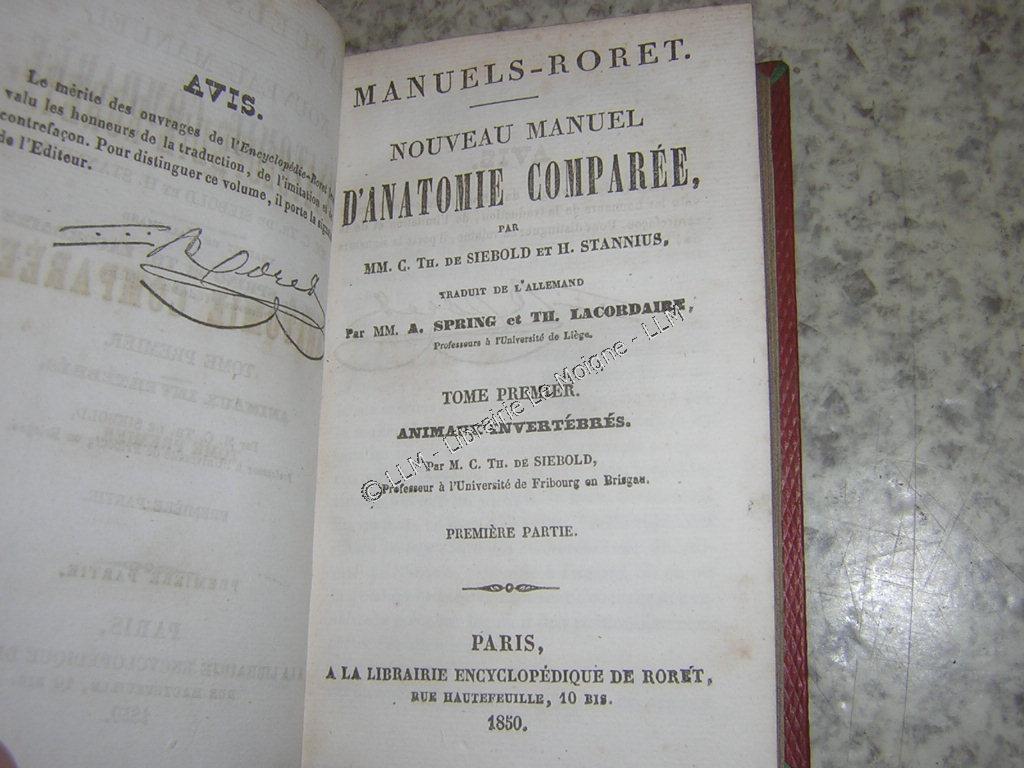 AVIS.
Le mérite des ouvrages de l'Encyclopédie-Roret
valu les honneurs de la traduction, de l'imitation et
contrefaçon. Pour distinguer ce volume, il porte la
de l'Editeur.
Roret
MANUELS-RORET.
NOUVEAU MANUEL
D'ANATOMIE COMPARÉE,
PAR
MM. C. TH. DE SIEBOLD ET H. STANNIUS,
TRADUIT DE L'ALLEMAND
Par MM. A. SPRING et TH. LACORDAIRE,
Professeurs à l'Université de Liége.
TOME PREMIER.
ANIMAUX INVERTÉBRÉS.
Par M. C. TH. DE SIEBOLD,
Professeur à l'Université de Fribourg en Brisgau.
PREMIÈRE PARTIE.
PARIS,
A LA LIBRAIRIE ENCYCLOPÉDIQUE DE RORET,
RUE HAUTEFEUILLE, 10 BIS.
1850.
© LLM - Librairie Le Moigne - LLM